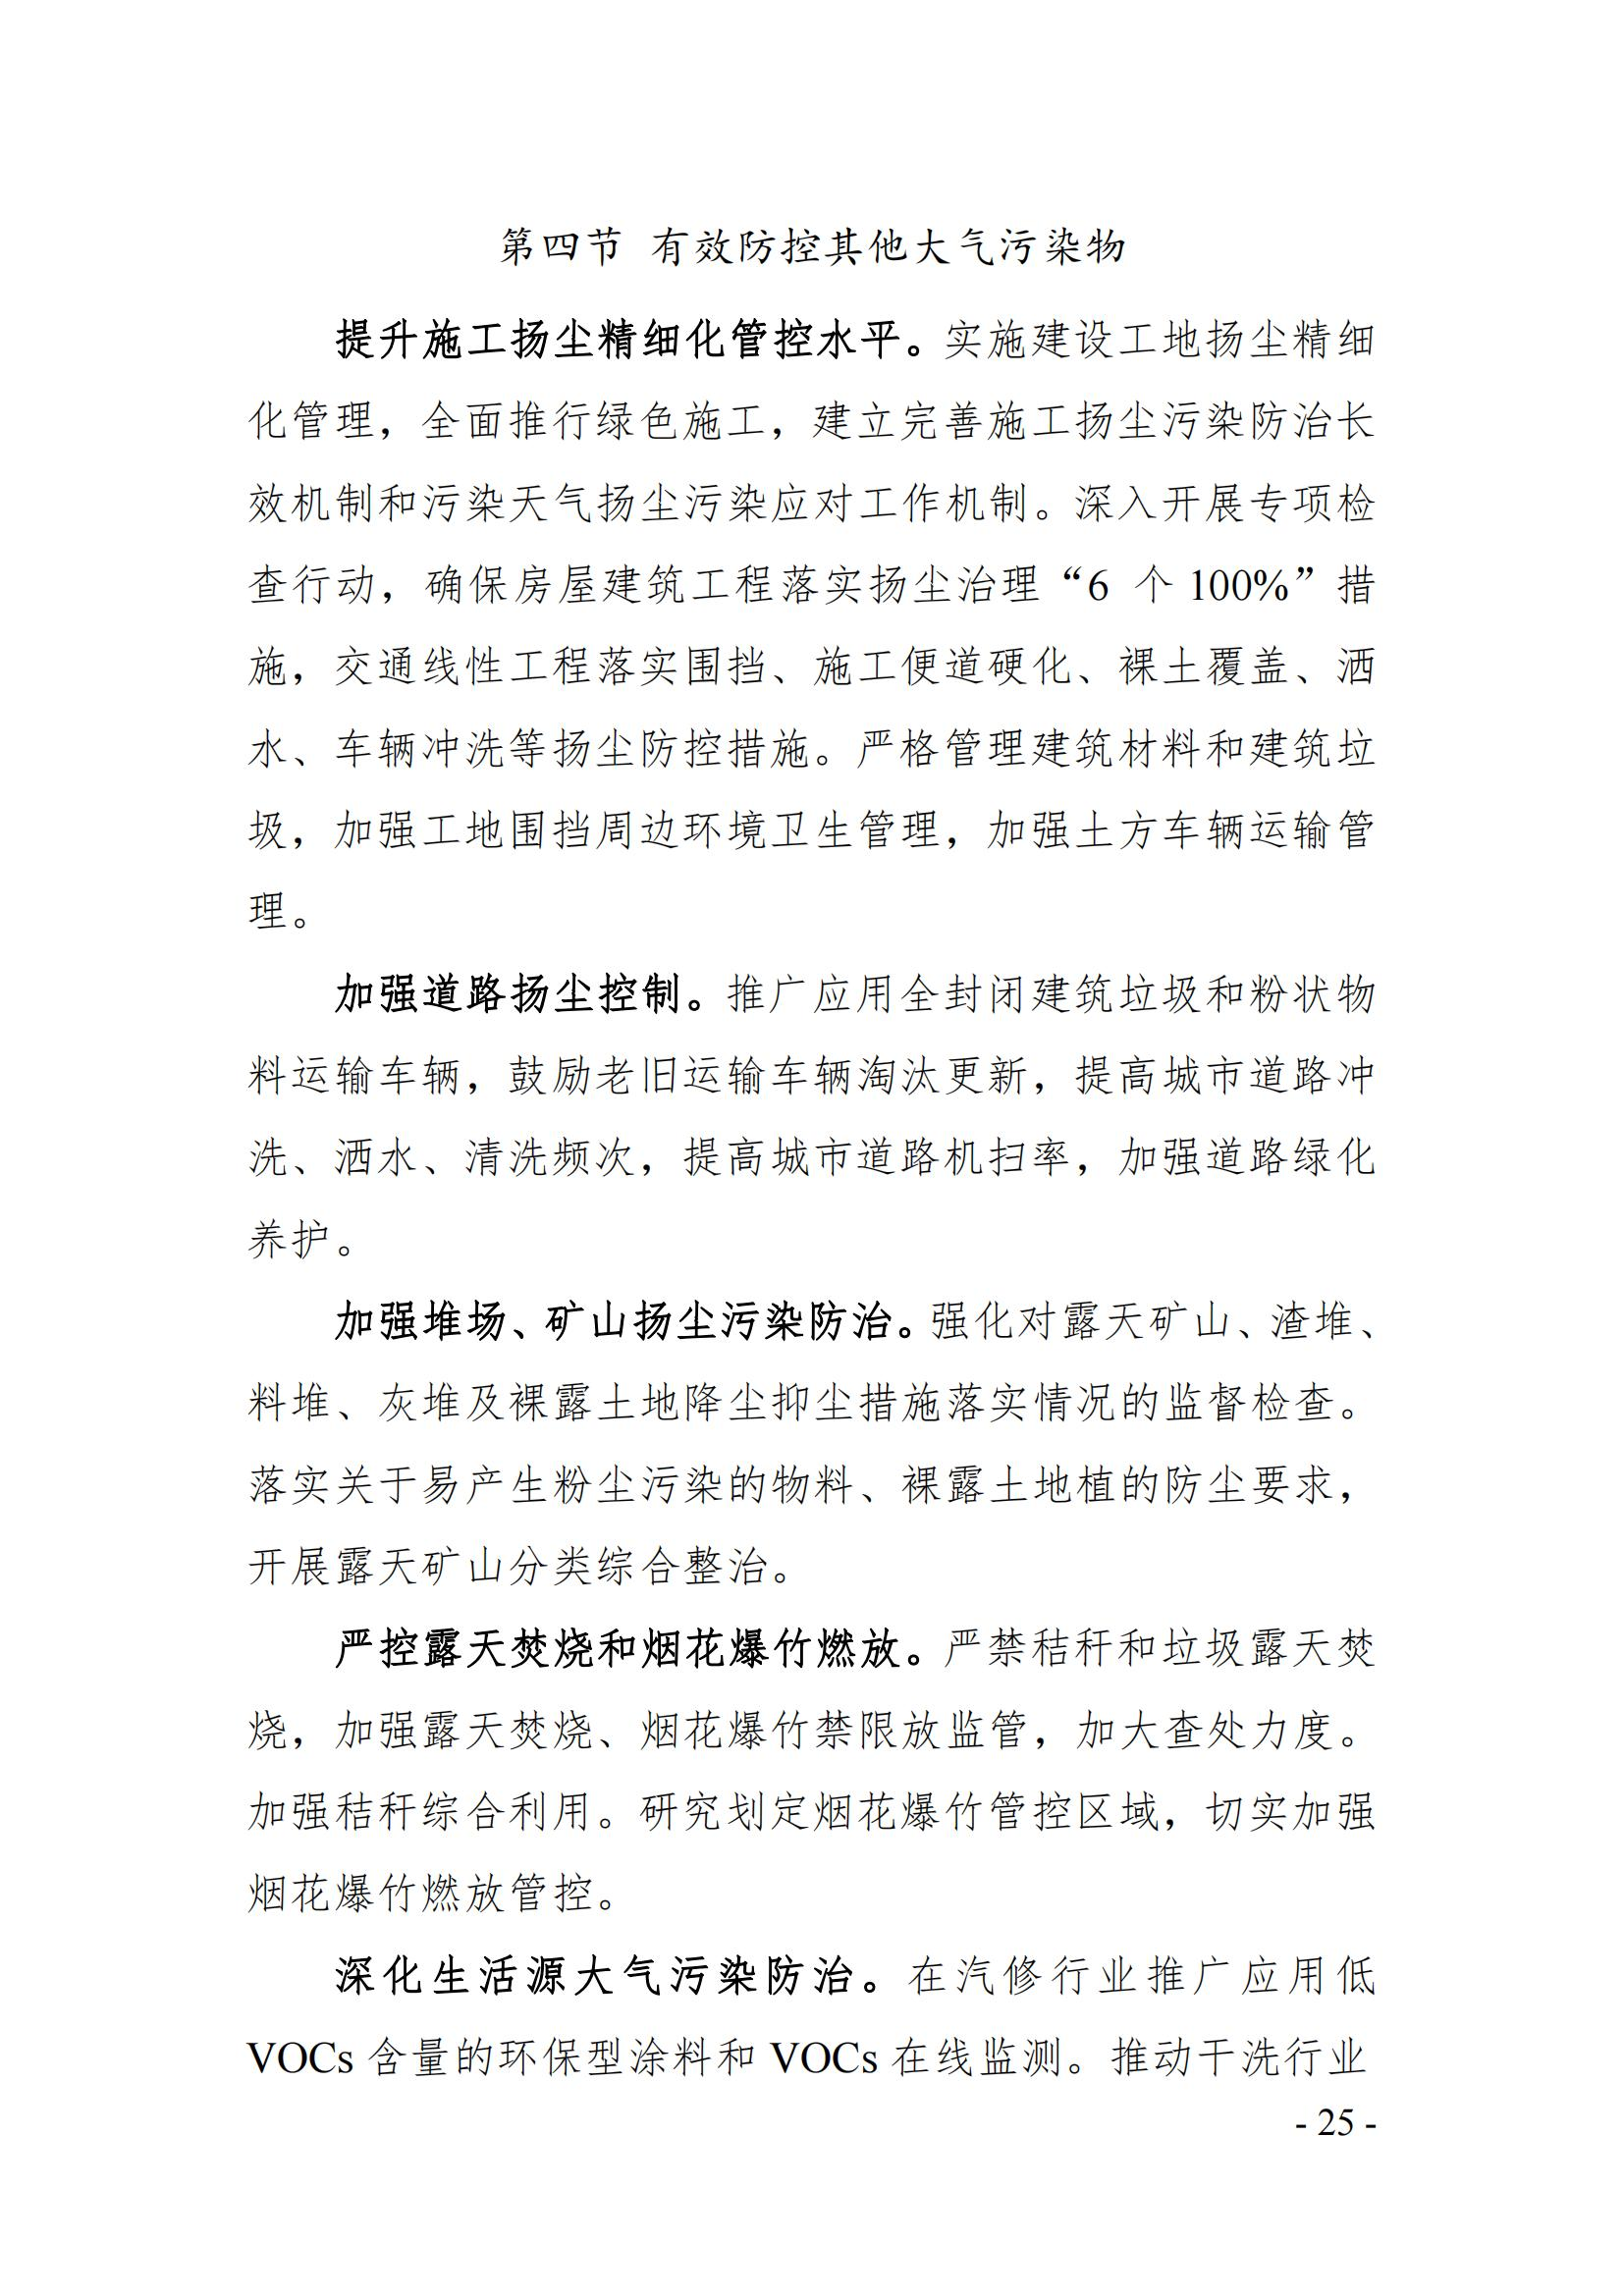 第四节 有效防控其他大气污染物
提升施工扬尘精细化管控水平。实施建设工地扬尘精细
化管理，全面推行绿色施工，建立完善施工扬尘污染防治长
效机制和污染天气扬尘污染应对工作机制。深入开展专项检
查行动，确保房屋建筑工程落实扬尘治理“6 个 100%”措
施，交通线性工程落实围挡、施工便道硬化、裸土覆盖、洒
水、车辆冲洗等扬尘防控措施。严格管理建筑材料和建筑垃
圾，加强工地围挡周边环境卫生管理，加强土方车辆运输管
理。
加强道路扬尘控制。推广应用全封闭建筑垃圾和粉状物
料运输车辆，鼓励老旧运输车辆淘汰更新，提高城市道路冲
洗、洒水、清洗频次，提高城市道路机扫率，加强道路绿化
养护。
加强堆场、矿山扬尘污染防治。强化对露天矿山、渣堆、
料堆、灰堆及裸露土地降尘抑尘措施落实情况的监督检查。
落实关于易产生粉尘污染的物料、裸露土地植的防尘要求，
开展露天矿山分类综合整治。
严控露天焚烧和烟花爆竹燃放。严禁秸秆和垃圾露天焚
烧，加强露天焚烧、烟花爆竹禁限放监管，加大查处力度。
加强秸秆综合利用。研究划定烟花爆竹管控区域，切实加强
烟花爆竹燃放管控。
深化生活源大气污染防治。在汽修行业推广应用低
VOCs 含量的环保型涂料和 VOCs 在线监测。推动干洗行业
- 25 -